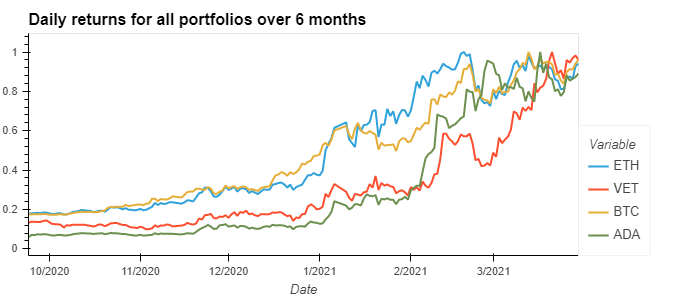 Daily returns for all portfolios over 6 months
1
0.8
0.6
0.4
0.2
0
10/2020 11/2020 12/2020 1/2021 2/2021 3/2021
Date
Variable
ETH
VET
BTC
ADA